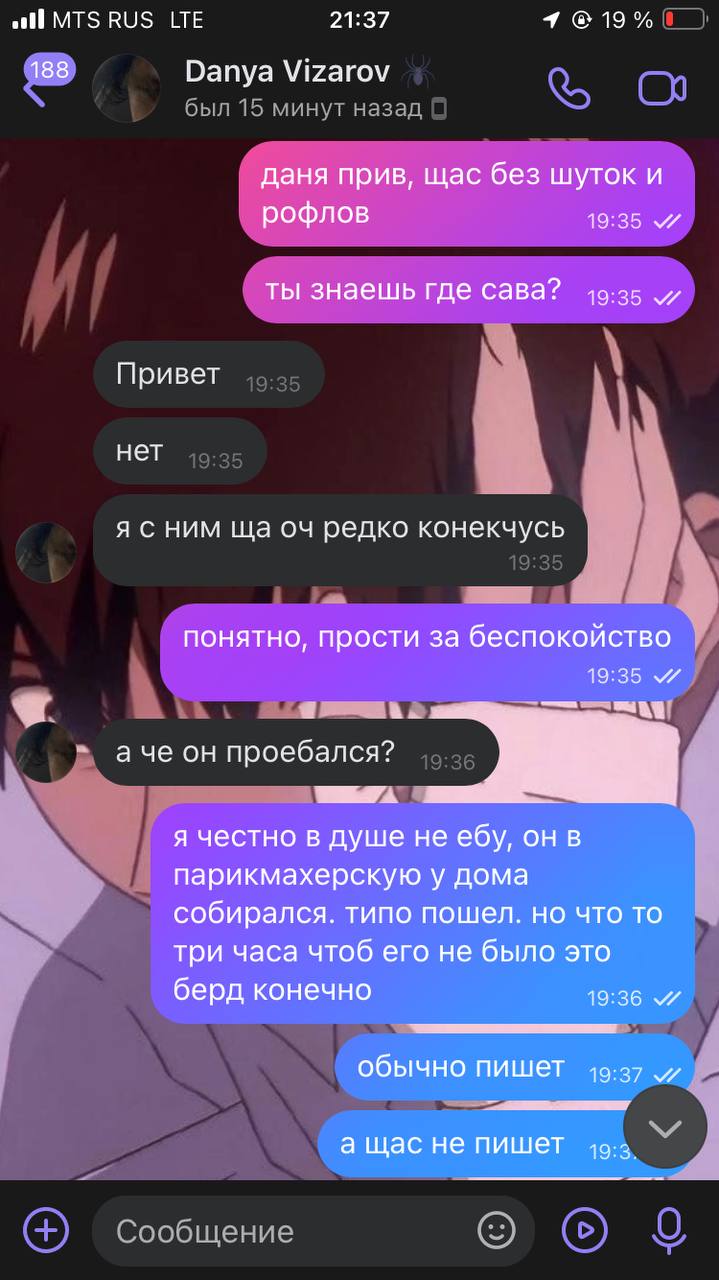 MTS RUS LTE 21:37 19 %
188
Danya Vizarov
был 15 минут назад
даня прив, щас без шуток и
рофлов 19:35
ты знаешь где сава? 19:35
Привет 19:35
нет 19:35
я с ним ща оч редко конекчусь
19:35
понятно, прости за беспокойство
19:35
а че он проебался? 19:36
я честно в душе не ебу, он в
парикмахерскую у дома
собирался. типо пошел. но что то
три часа чтоб его не было это
берд конечно 19:36
обычно пишет 19:37
а щас не пишет
Сообщение